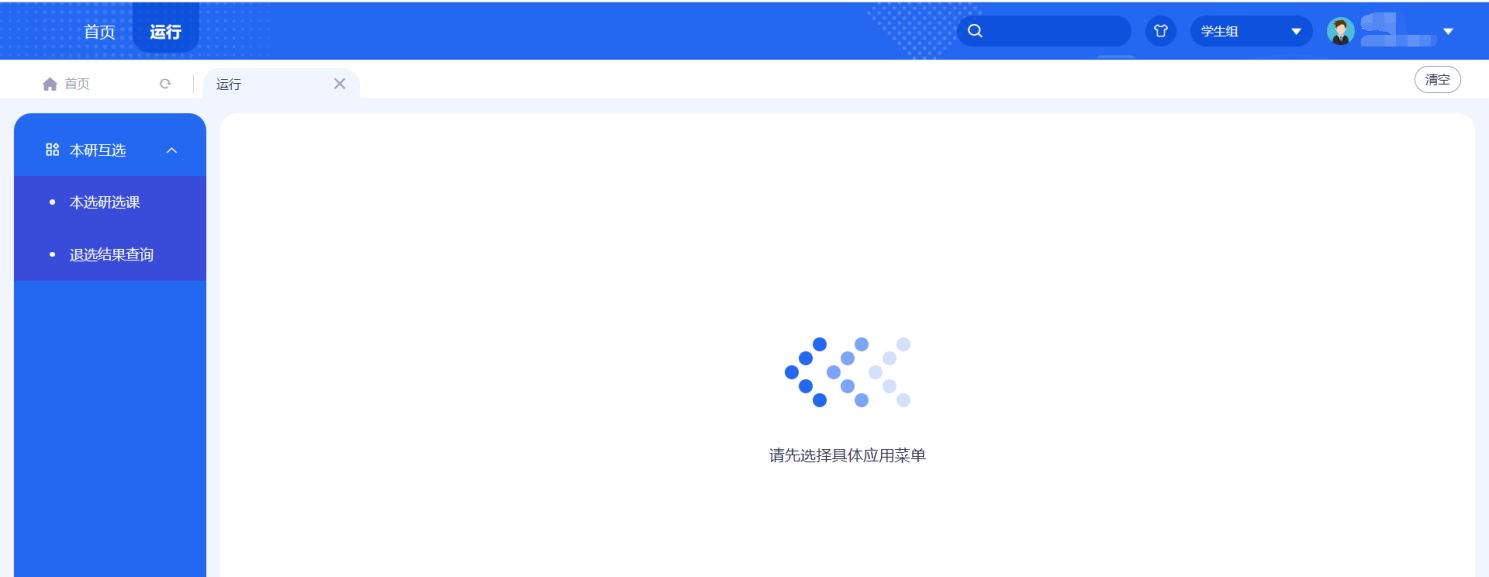 首页 运行 学生组
首页 运行 清空
本研互选
本选研选课
退选结果查询
请先选择具体应用菜单